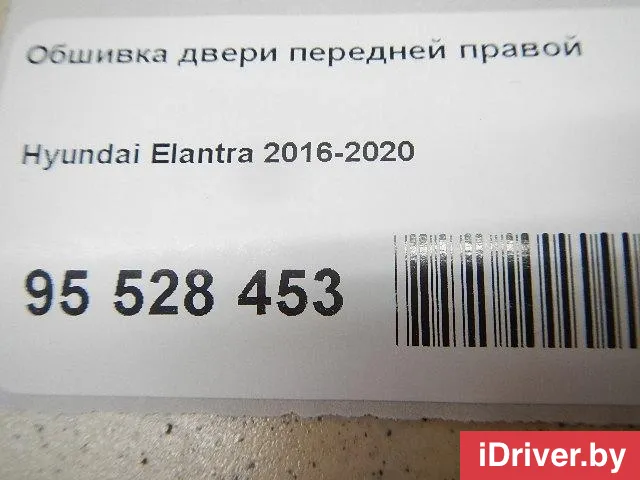 Обшивка двери передней правой
Hyundai Elantra 2016-2020
95 528 453
iDriver.by